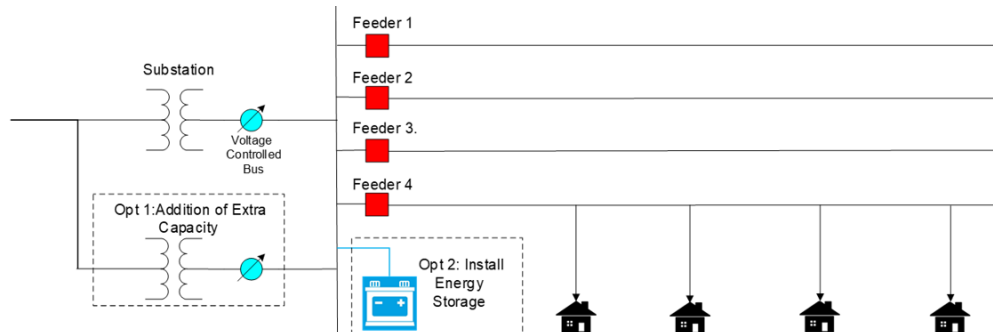 Feeder 1
Substation
Feeder 2
Voltage
Controlled
Bus
Feeder 3.
Feeder 4
Opt 1:Addition of Extra
Capacity
Opt 2: Install
Energy
Storage